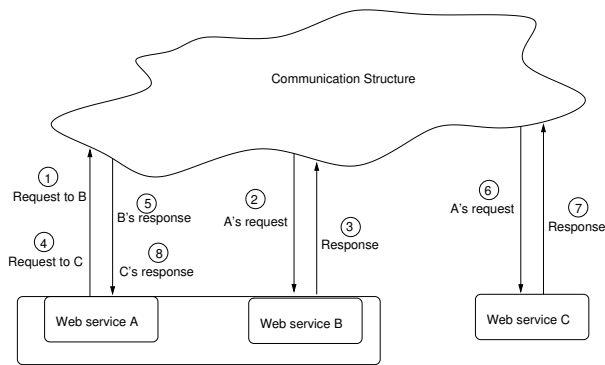 Communication Structure
1
Request to B
4
Request to C
5
B's response
8
C's response
2
A's request
3
Response
6
A's request
7
Response
Web service A
Web service B
Web service C